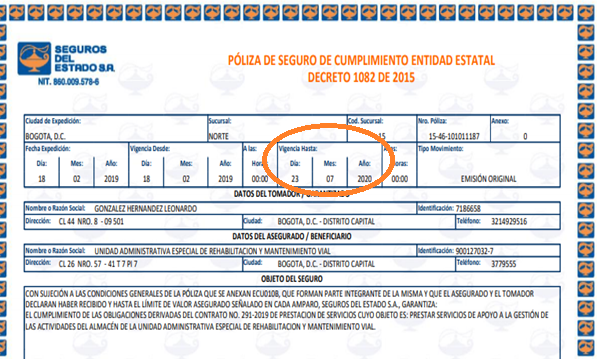 SEGUROS
DEL
ESTADO S.A.
NIT. 860.009.578-6
PÓLIZA DE SEGURO DE CUMPLIMIENTO ENTIDAD ESTATAL
DECRETO 1082 DE 2015
Ciudad de Expedición: Sucursal: Cod. Sucursal: Nro. Póliza: Anexo:
BOGOTA, D.C. NORTE 15 15-46-101011187 0
Fecha Expedición: Vigencia Desde: A las: Vigencia Hasta: Tipo Movimiento:
Día: Mes: Año: Día: Mes: Año: Horas: Día: Mes: Año: Horas:
18 02 2019 18 02 2019 00:00 23 07 2020 00:00 EMISIÓN ORIGINAL
DATOS DEL TOMADOR / GARANTIZADO
Nombre o Razón Social: GONZALEZ HERNANDEZ LEONARDO Identificación: 7186658
Dirección: CL 44 NRO. 8 - 09 501 Ciudad: BOGOTA, D.C. - DISTRITO CAPITAL Teléfono: 3214929516
DATOS DEL ASEGURADO / BENEFICIARIO
Nombre o Razón Social: UNIDAD ADMINISTRATIVA ESPECIAL DE REHABILITACION Y MANTENIMIENTO VIAL Identificación: 900127032-7
Dirección: CL 26 NRO. 57 - 41 T 7 PI 7 Ciudad: BOGOTA, D.C. - DISTRITO CAPITAL Teléfono: 3779555
OBJETO DEL SEGURO
CON SUJECIÓN A LAS CONDICIONES GENERALES DE LA PÓLIZA QUE SE ANEXAN ECU010B, QUE FORMAN PARTE INTEGRANTE DE LA MISMA Y QUE EL ASEGURADO Y EL TOMADOR
DECLARAN HABER RECIBIDO Y HASTA EL LÍMITE DE VALOR ASEGURADO SEÑALADO EN CADA AMPARO, SEGUROS DEL ESTADO S.A., GARANTIZA:
EL CUMPLIMIENTO DE LAS OBLIGACIONES DERIVADAS DEL CONTRATO NO. 291-2019 DE PRESTACION DE SERVICIOS CUYO OBJETO ES: PRESTAR SERVICIOS DE APOYO A LA GESTIÓN DE
LAS ACTIVIDADES DEL ALMACÉN DE LA UNIDAD ADMINISTRATIVA ESPECIAL DE REHABILITACION Y MANTENIMIENTO VIAL.